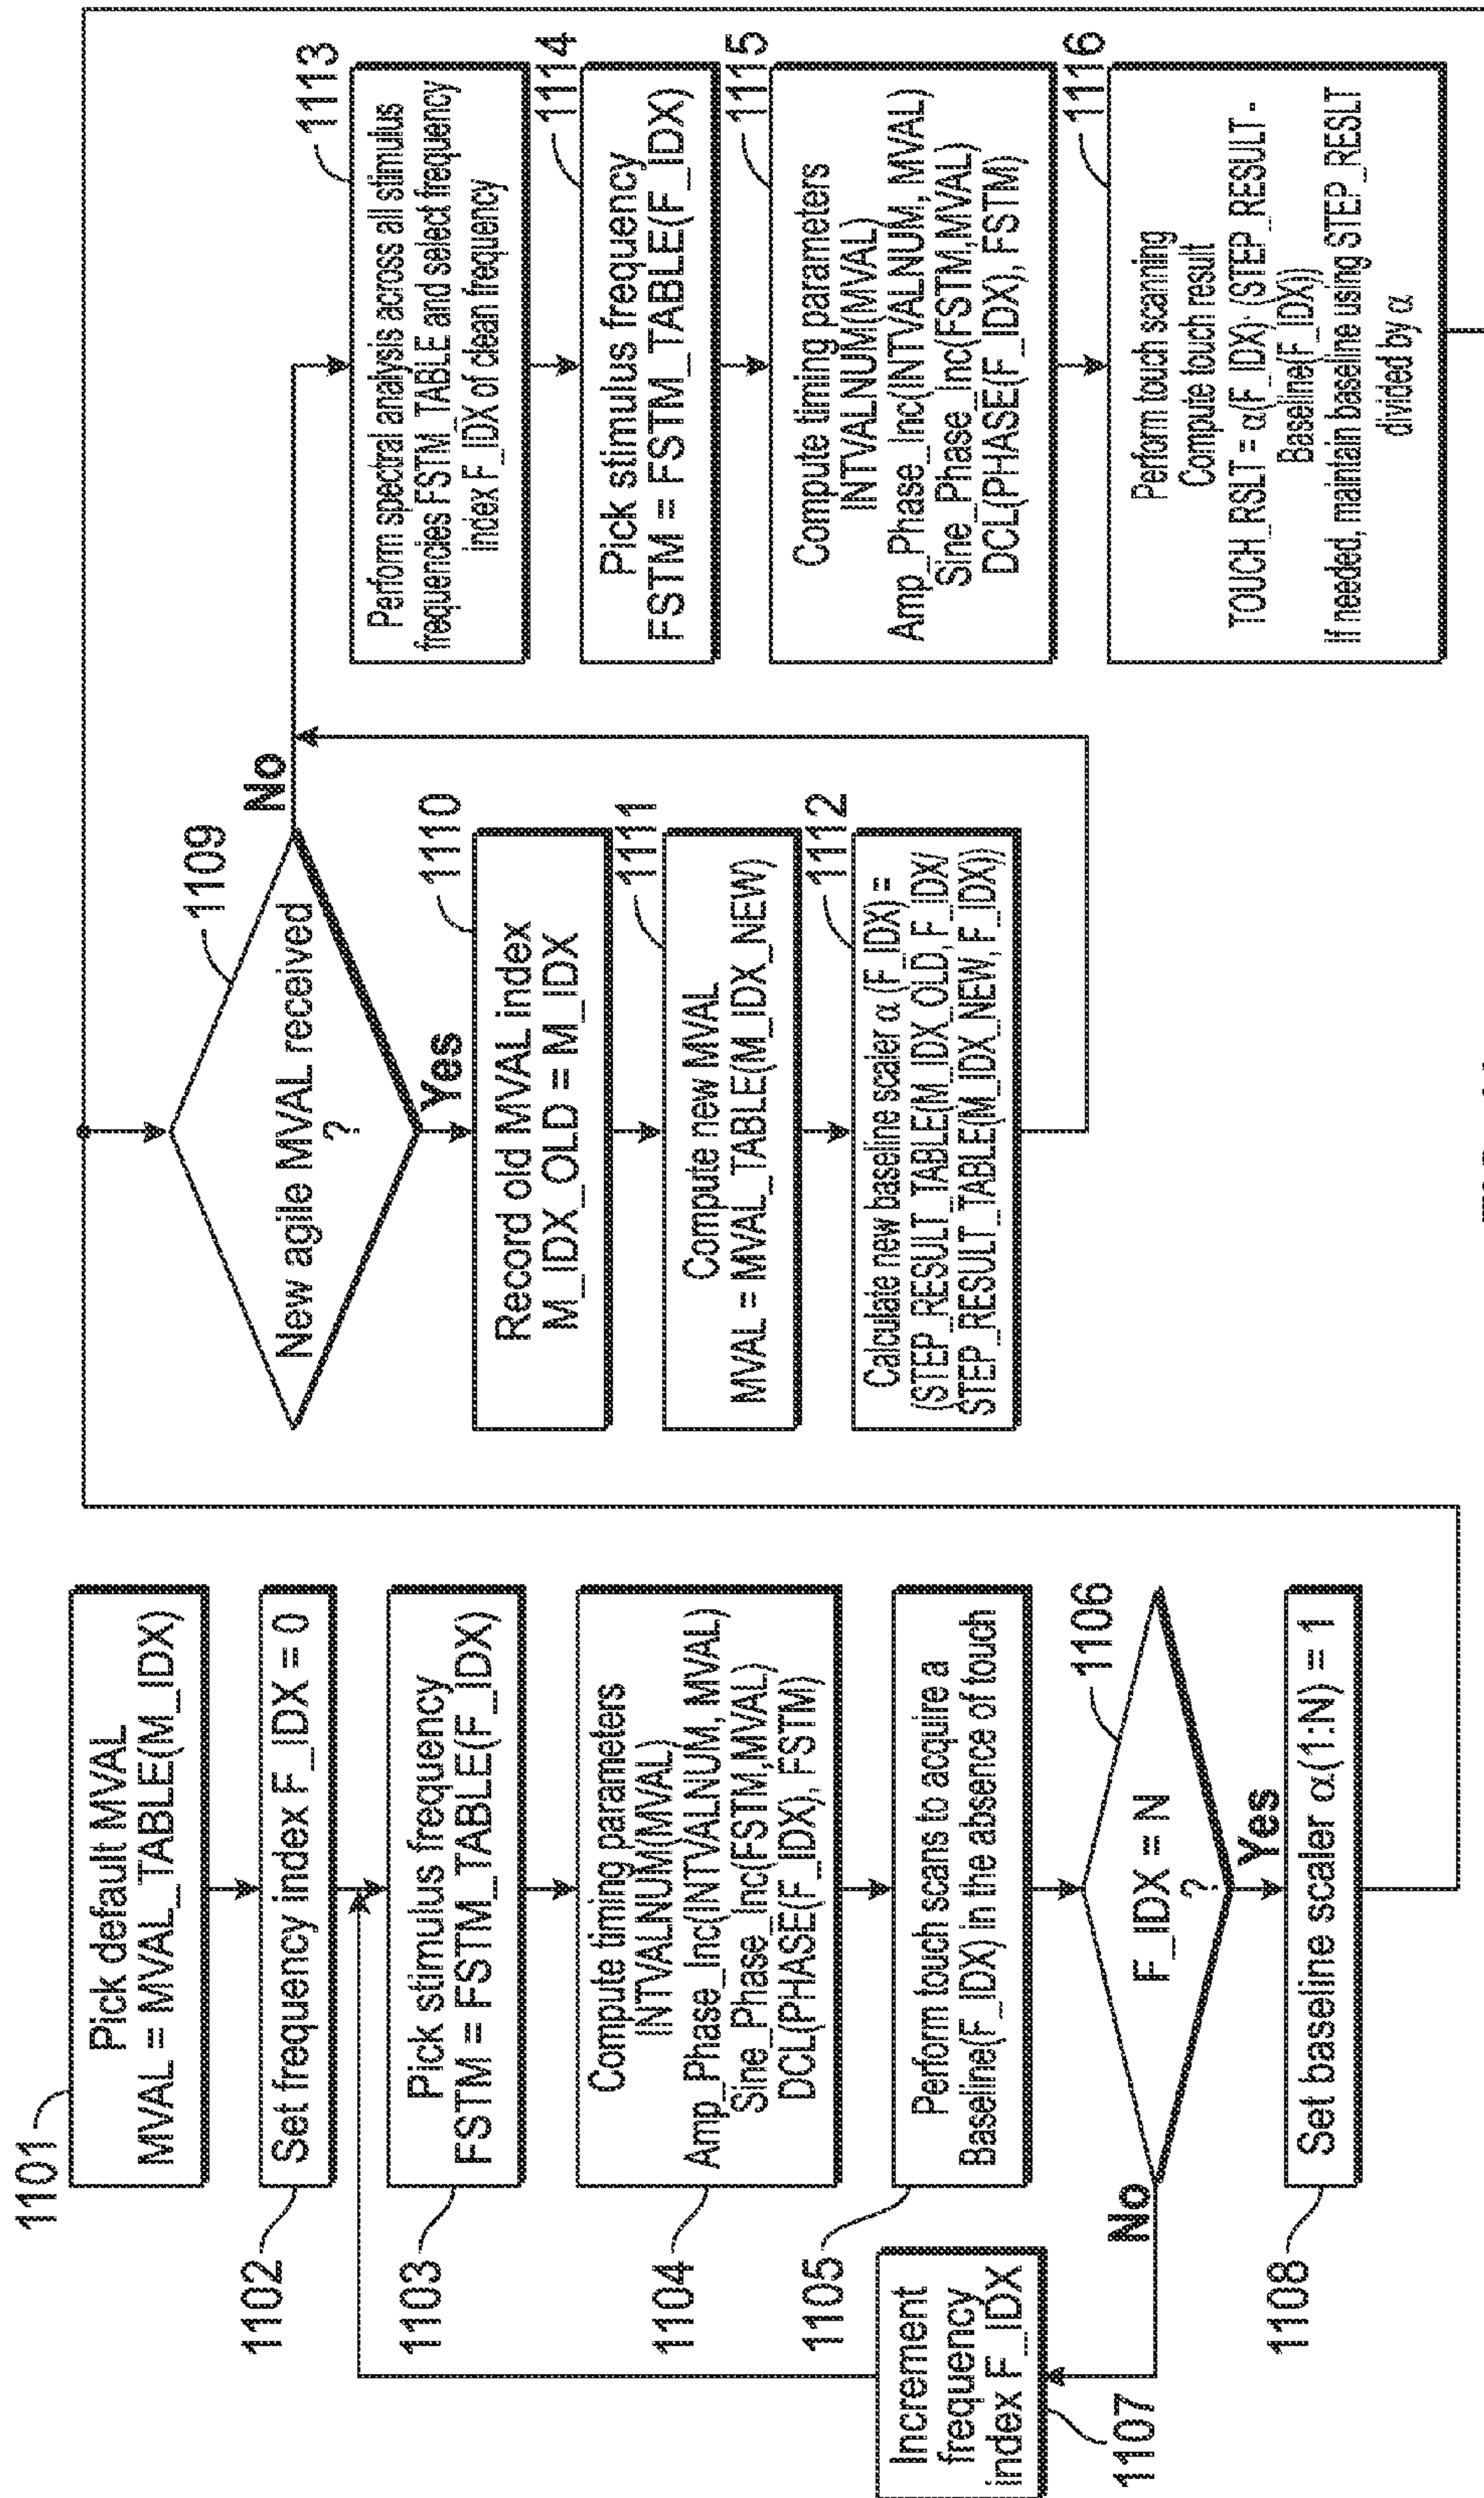 1101
Pick default MVAL
MVAL = MVAL_TABLE(M_IDX)
1102
Set frequency index F_IDX = 0
1103
Pick stimulus frequency
FSTM = FSTM_TABLE(F_IDX)
1104
Compute timing parameters
INTVALNUM(MVAL)
Amp_Phase_Inc(INTVALNUM, MVAL)
Sine_Phase_Inc(FSTM,MVAL)
DCL(PHASE(F_IDX), FSTM)
1105
Perform touch scans to acquire a
Baseline(F_IDX) in the absence of touch
1106
F_IDX = N
?
No
Yes
1107
Increment
frequency
index F_IDX
1108
Set baseline scaler α(1:N) = 1
1109
New agile MVAL received
?
No
Yes
1110
Record old MVAL index
M_IDX_OLD = M_IDX
1111
Compute new MVAL
MVAL = MVAL_TABLE(M_IDX_NEW)
1112
Calculate new baseline scaler α (F_IDX) =
(STEP_RESULT_TABLE(M_IDX_OLD, F_IDX/
STEP_RESULT_TABLE(M_IDX_NEW, F_IDX))
1113
Perform spectral analysis across all stimulus
frequencies FSTM_TABLE and select frequency
index F_IDX of clean frequency
1114
Pick stimulus frequency
FSTM = FSTM_TABLE(F_IDX)
1115
Compute timing parameters
INTVALNUM(MVAL)
Amp_Phase_Inc(INTVALNUM, MVAL)
Sine_Phase_Inc(FSTM,MVAL)
DCL(PHASE(F_IDX), FSTM)
1116
Perform touch scanning
Compute touch result
TOUCH_RSLT = α(F_IDX)·(STEP_RESULT -
Baseline(F_IDX))
If needed, maintain baseline using STEP_RESLT
divided by α